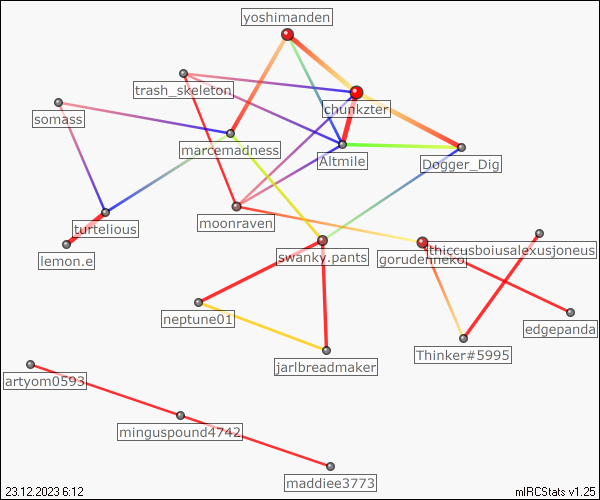 yoshimanden
trash_skeleton
chunkzter
somass
marcemadness
Altmile
Dogger_Dig
turtelious
moonraven
lemon.e
swanky.pants
gorudenneko
thiccusboiusalexusjoneus
neptune01
edgepanda
jarlbreadmaker
Thinker#5995
artyom0593
minguspound4742
maddiee3773
23.12.2023 6:12
mIRCStats v1.25